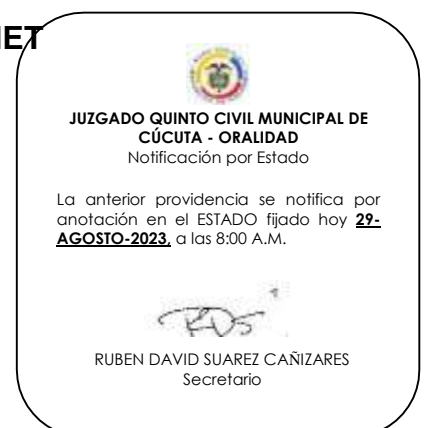 ET
JUZGADO QUINTO CIVIL MUNICIPAL DE
CÚCUTA - ORALIDAD
Notificación por Estado
La anterior providencia se notifica por
anotación en el ESTADO fijado hoy 29-
AGOSTO-2023, a las 8:00 A.M.
RUBEN DAVID SUAREZ CAÑIZARES
Secretario